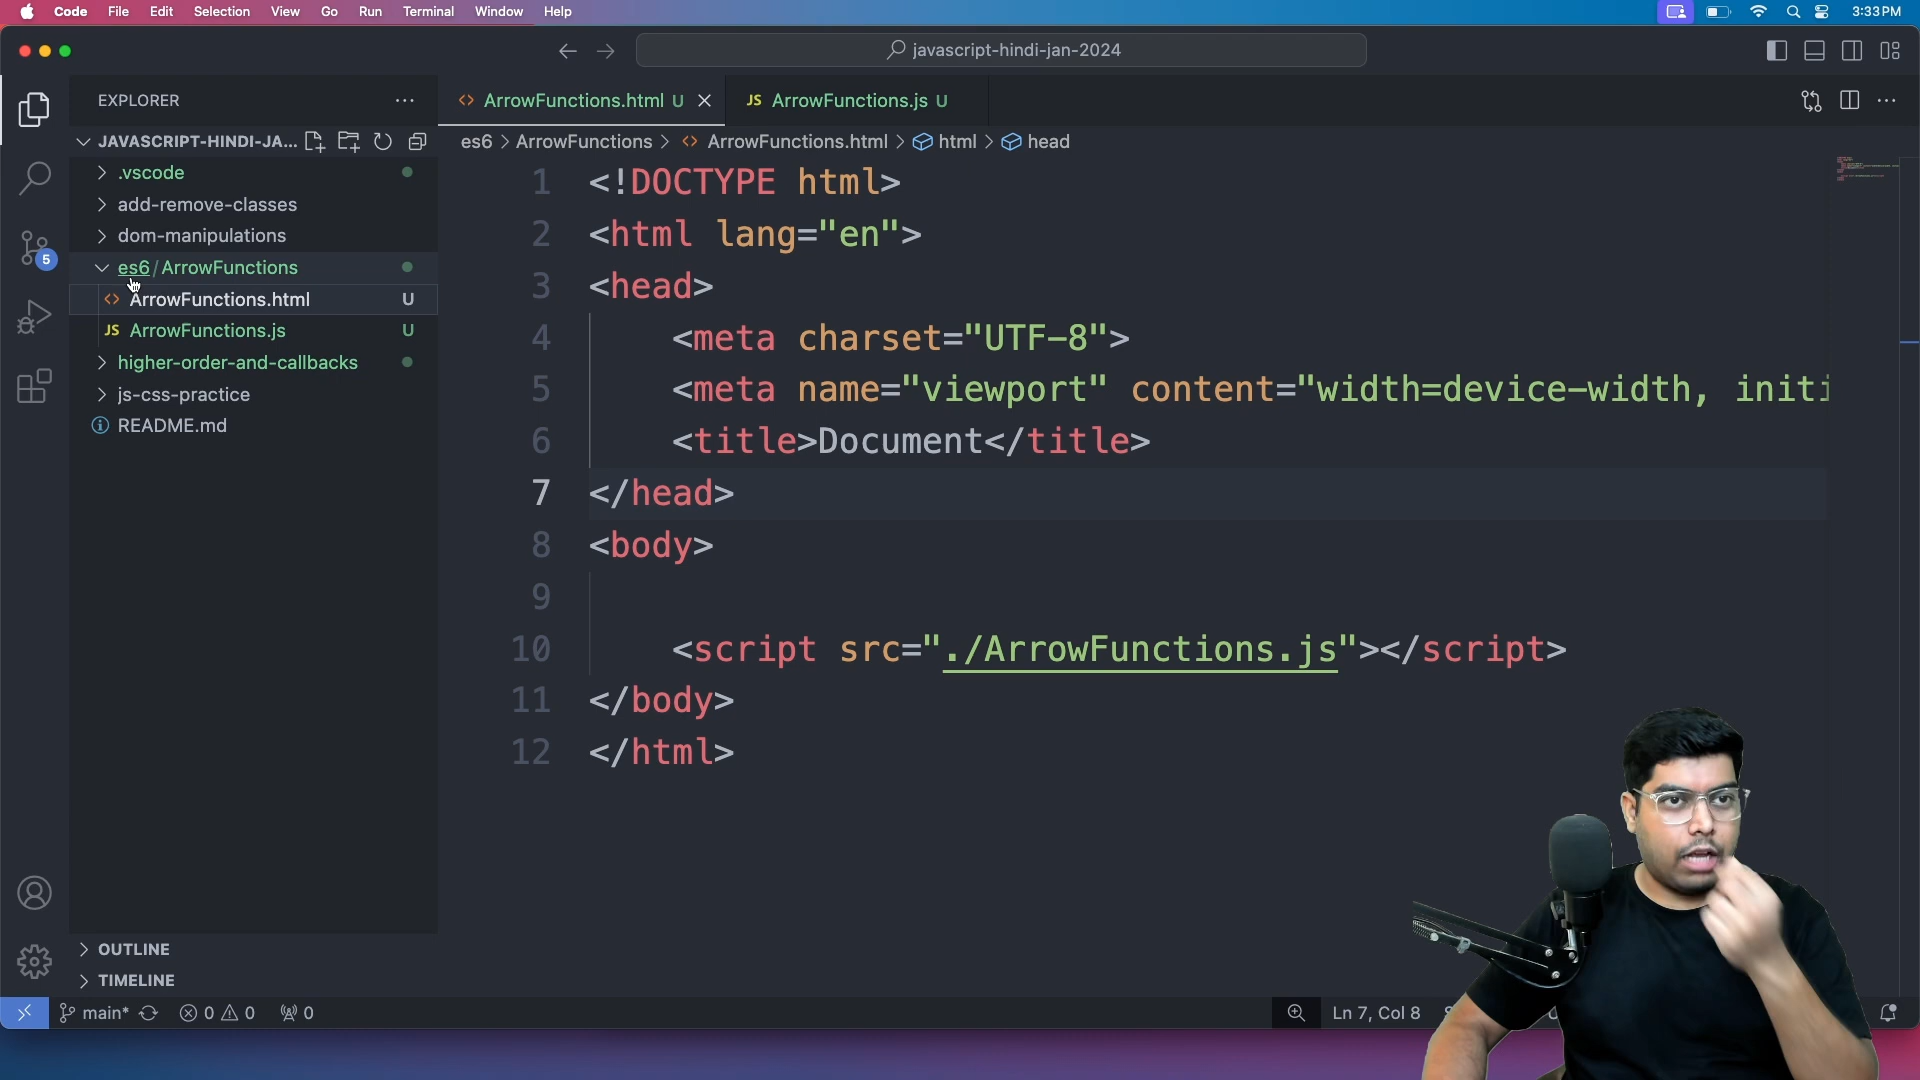 Code File Edit Selection View Go Run Terminal Window Help 3:33 PM
javascript-hindi-jan-2024
EXPLORER
JAVASCRIPT-HINDI-JA...
.vscode
add-remove-classes
dom-manipulations
es6/ArrowFunctions
ArrowFunctions.html U
JS ArrowFunctions.js U
higher-order-and-callbacks
js-css-practice
README.md
5
OUTLINE
TIMELINE
ArrowFunctions.html U
JS ArrowFunctions.js U
es6 > ArrowFunctions > ArrowFunctions.html > html > head
1 <!DOCTYPE html>
2 <html lang="en">
3 <head>
4 <meta charset="UTF-8">
5 <meta name="viewport" content="width=device-width, initi
6 <title>Document</title>
7 </head>
8 <body>
9
10 <script src="./ArrowFunctions.js"></script>
11 </body>
12 </html>
main* 0 0 0 Ln 7, Col 8